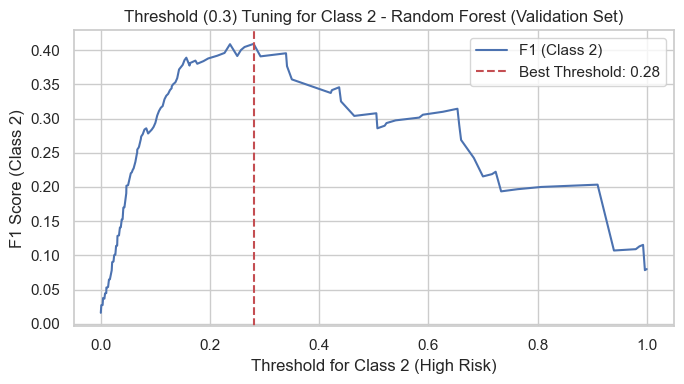 Threshold (0.3) Tuning for Class 2 - Random Forest (Validation Set)
F1 (Class 2)
Best Threshold: 0.28
F1 Score (Class 2)
0.40
0.35
0.30
0.25
0.20
0.15
0.10
0.05
0.00
0.0 0.2 0.4 0.6 0.8 1.0
Threshold for Class 2 (High Risk)